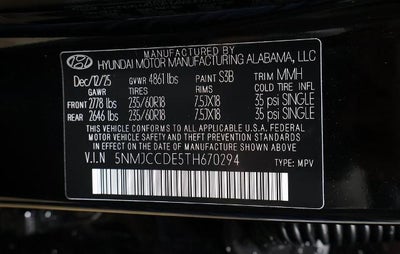 MANUFACTURED BY
HYUNDAI MOTOR MANUFACTURING ALABAMA, LLC
Dec/12/25 GVWR 4861 lbs PAINT S3B TRIM MMH
GAWR TIRES RIMS COLD TIRE INFL
FRONT 2778 lbs 235/60R18 7.5JX18 35 psi SINGLE
REAR 2646 lbs 235/60R18 7.5JX18 35 psi SINGLE
THIS VEHICLE CONFORMS TO ALL APPLICABLE U.S.A. FEDERAL
MOTOR VEHICLE SAFETY AND THEFT PREVENTION STANDARDS
IN EFFECT ON THE DATE OF MANUFACTURE SHOWN ABOVE.
V.I.N 5NMJCCDE5TH670294 TYPE: MPV